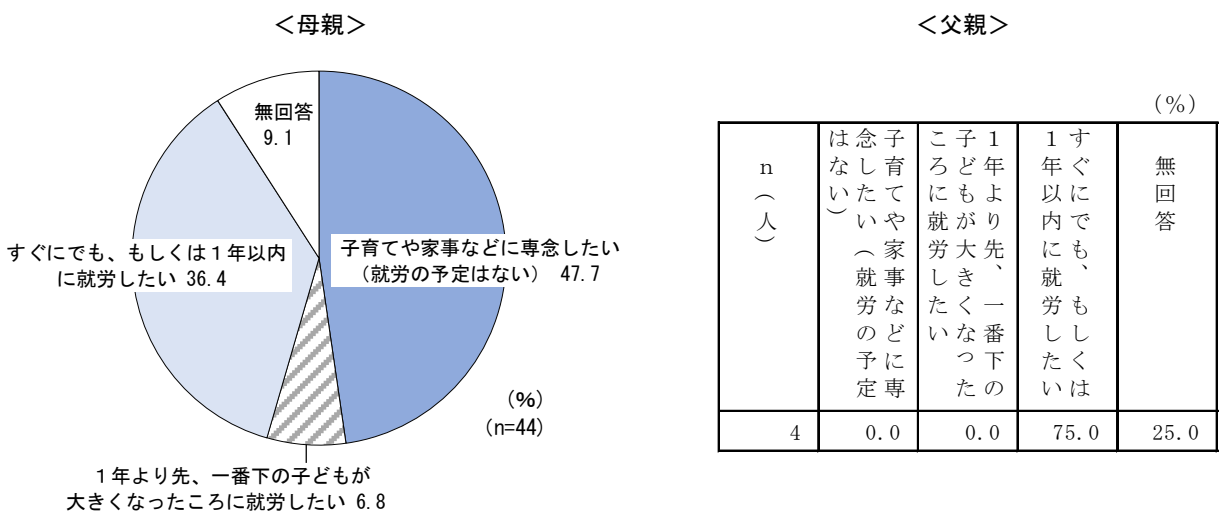 ＜母親＞
無回答
9.1
すぐにでも、もしくは１年以内
に就労したい 36.4
子育てや家事などに専念したい
（就労の予定はない） 47.7
(%)
(n=44)
１年より先、一番下の子どもが
大きくなったころに就労したい 6.8
＜父親＞
（%）
ｎ（人）
子育てや家事などに専
念したい（就労の予定
はない）
１年より先、一番下の
子どもが大きくなった
ころに就労したい
すぐにでも、もしくは
１年以内に就労したい
無回答
4 0.0 0.0 75.0 25.0